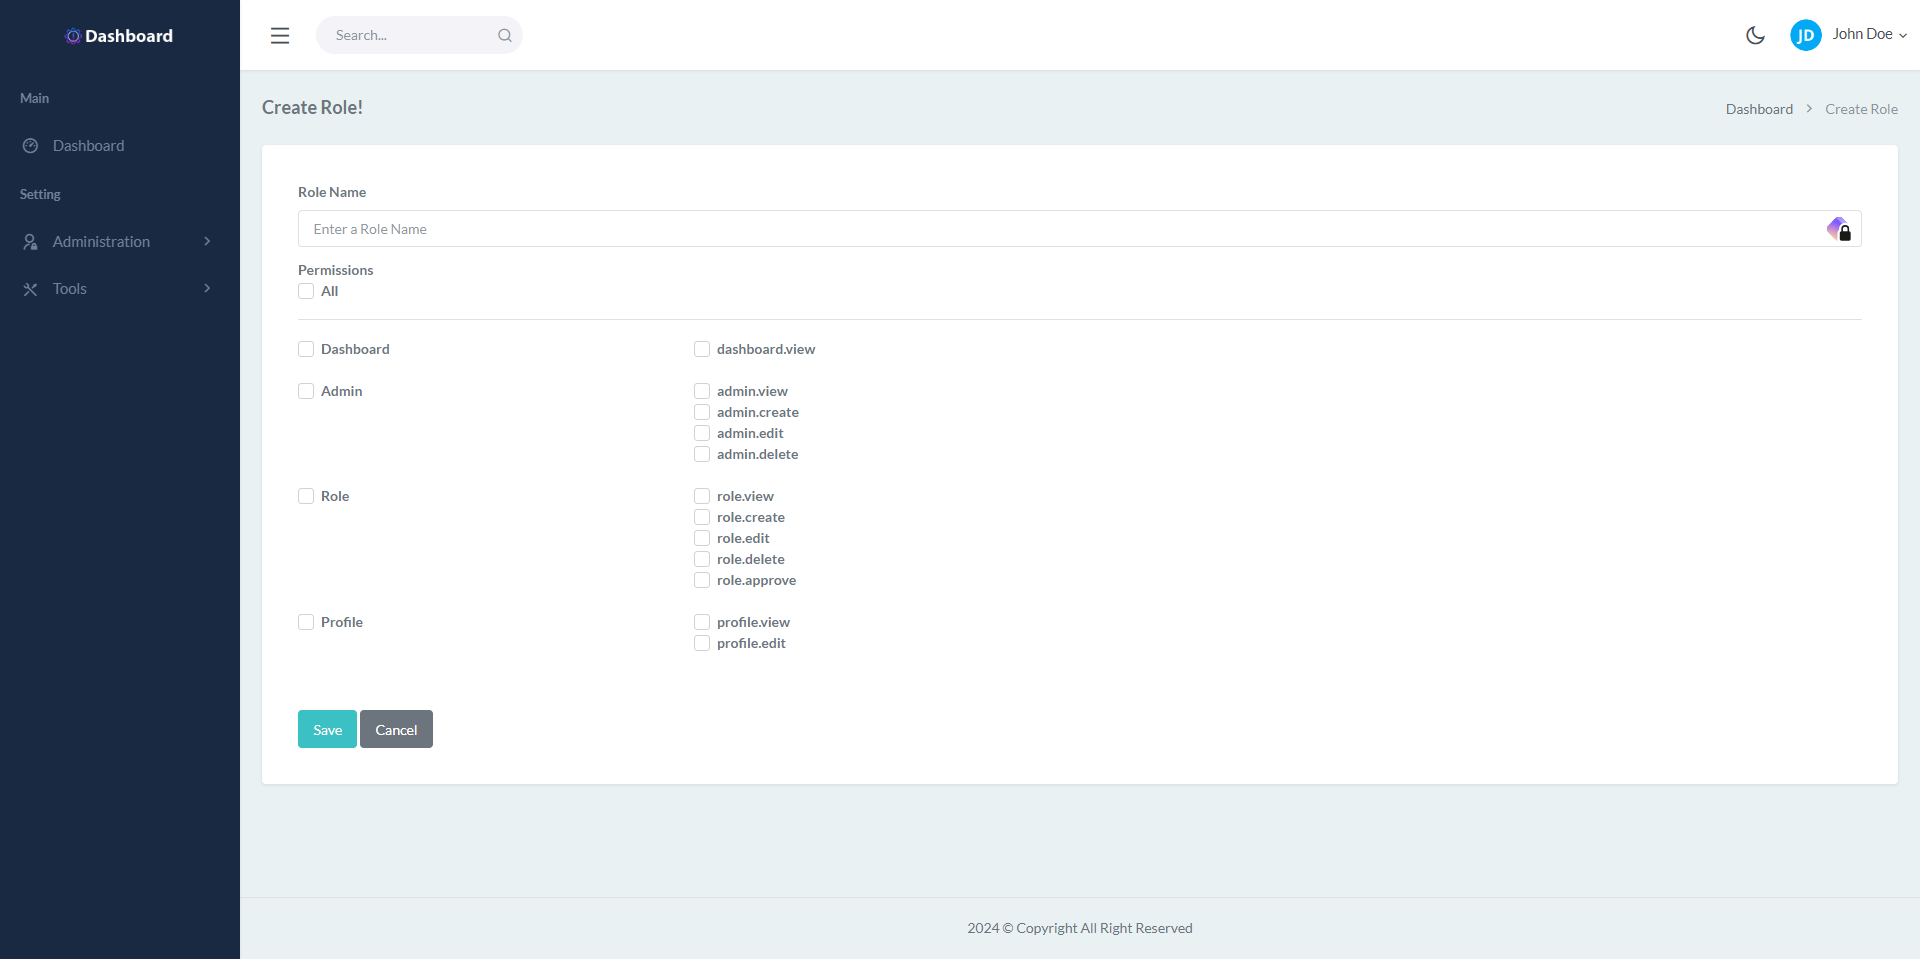 Dashboard
Main
Dashboard
Setting
Administration
Tools
Search...
JD John Doe
Create Role!
Dashboard > Create Role
Role Name
Enter a Role Name
Permissions
All
Dashboard
dashboard.view
Admin
admin.view
admin.create
admin.edit
admin.delete
Role
role.view
role.create
role.edit
role.delete
role.approve
Profile
profile.view
profile.edit
Save Cancel
2024 © Copyright All Right Reserved